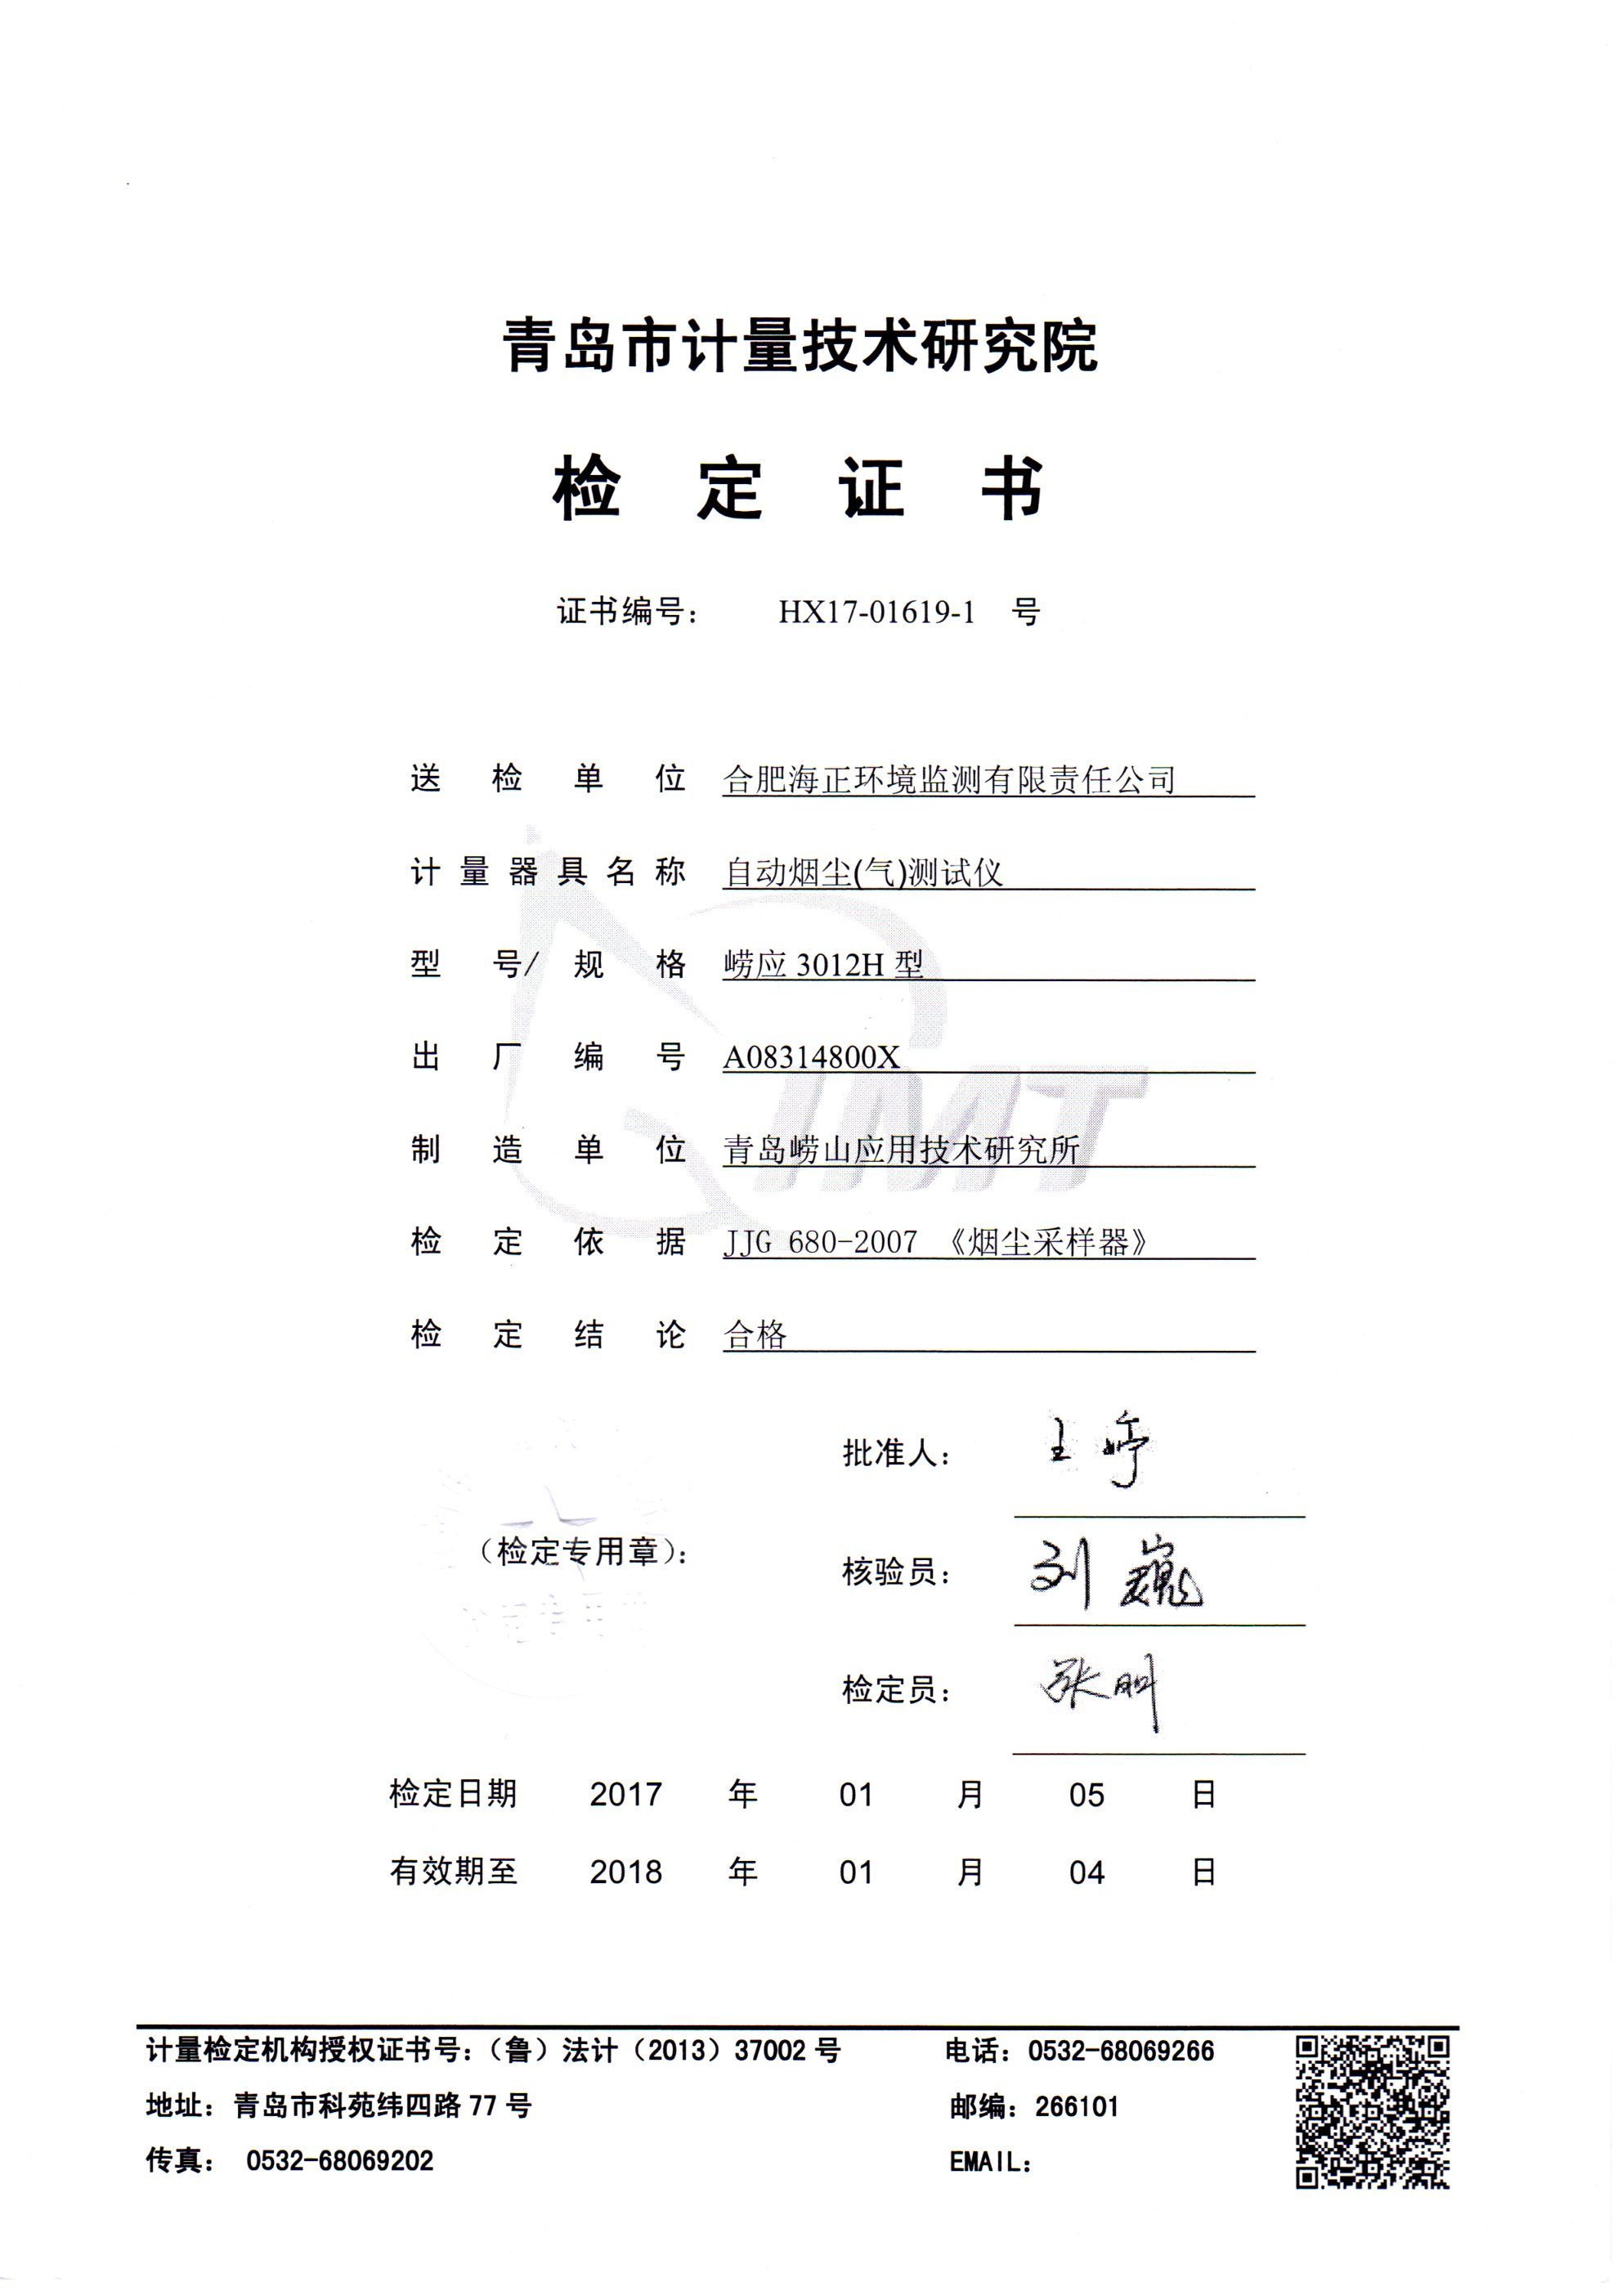 青岛市计量技术研究院
检定证书
证书编号： HX17-01619-1 号
送检单位 合肥海正环境监测有限责任公司
计量器具名称 自动烟尘(气)测试仪
型号/规格 崂应 3012H 型
出厂编号 A08314800X
制造单位 青岛崂山应用技术研究所
检定依据 JJG 680-2007 《烟尘采样器》
检定结论 合格
IMT
批准人： 王婷
（检定专用章）：
核验员： 刘巍
检定员： 张明
检定日期 2017 年 01 月 05 日
有效期至 2018 年 01 月 04 日
计量检定机构授权证书号：（鲁）法计（2013）37002 号 电话：0532-68069266
地址：青岛市科苑纬四路 77 号 邮编：266101
传真： 0532-68069202 EMAIL：